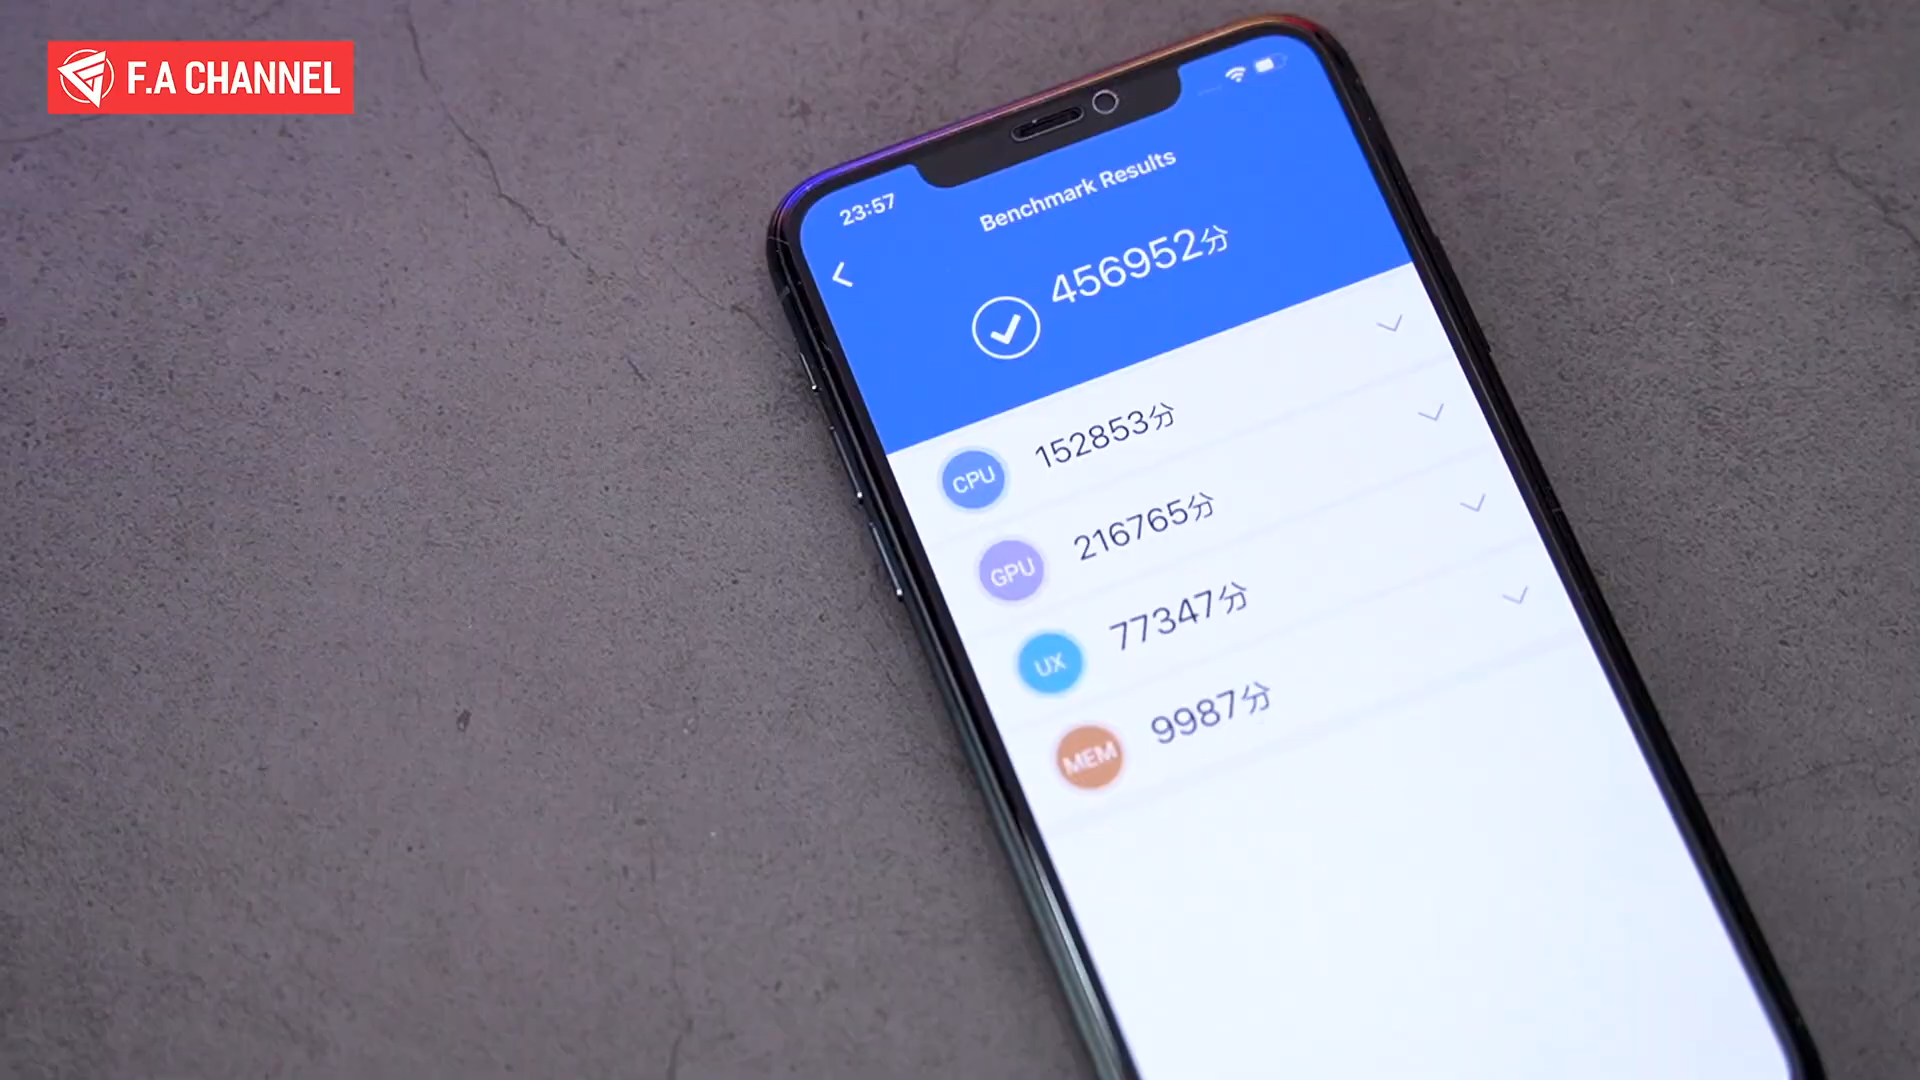 F.A CHANNEL
23:57
Benchmark Results
456952分
CPU 152853分
GPU 216765分
UX 77347分
MEM 9987分